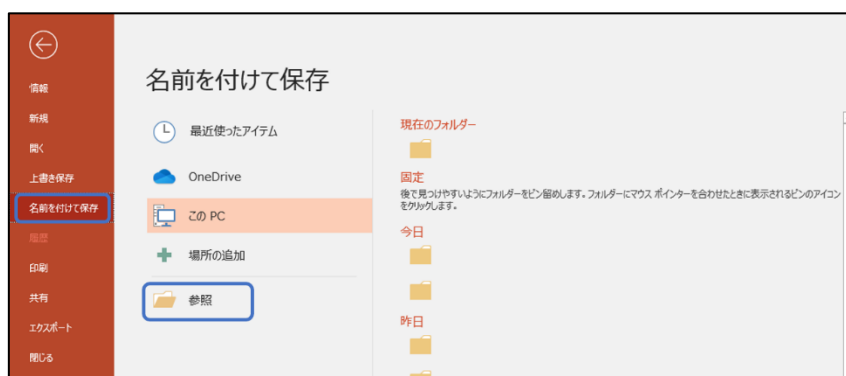 情報
新規
開く
上書き保存
名前を付けて保存
履歴
印刷
共有
エクスポート
閉じる
名前を付けて保存
最近使ったアイテム
OneDrive
この PC
場所の追加
参照
現在のフォルダー
固定
後で見つけやすいようにフォルダーをピン留めします。フォルダーにマウス ポインターを合わせたときに表示されるピンのアイコン
をクリックします。
今日
昨日